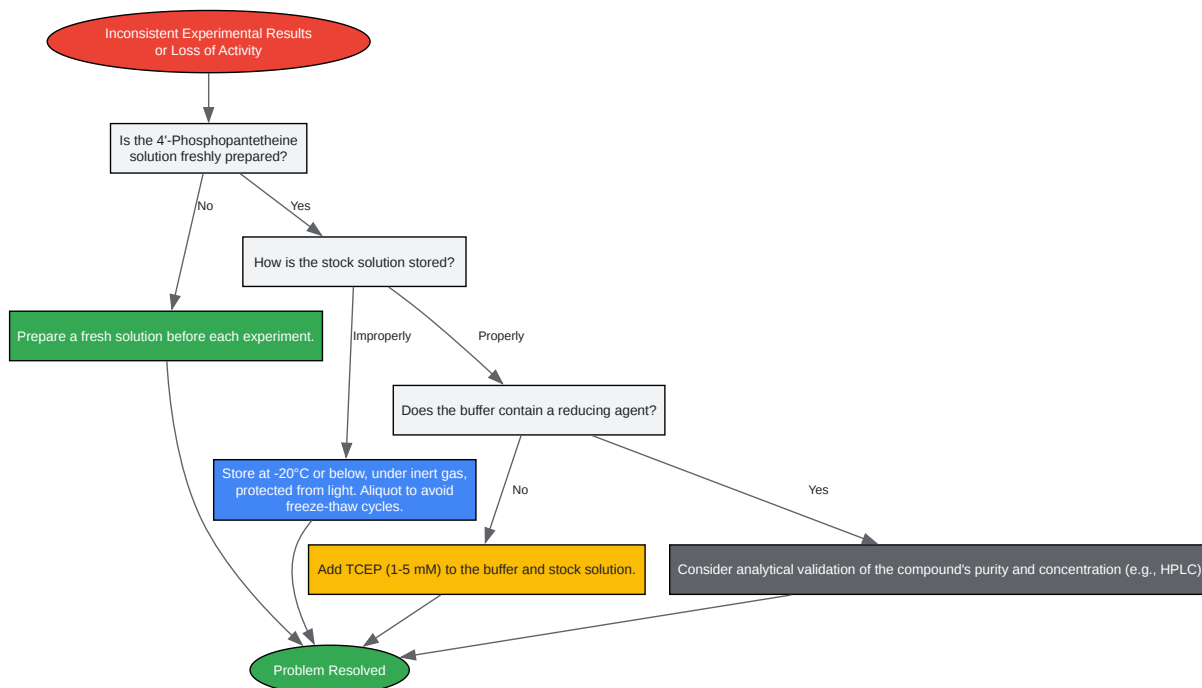 Inconsistent Experimental Results
or Loss of Activity
Is the 4'-Phosphopantetheine
solution freshly prepared?
No
Yes
How is the stock solution stored?
Prepare a fresh solution before each experiment.
Improperly
Properly
Does the buffer contain a reducing agent?
Store at -20°C or below, under inert gas,
protected from light. Aliquot to avoid
freeze-thaw cycles.
No
Yes
Add TCEP (1-5 mM) to the buffer and stock solution.
Consider analytical validation of the compound's purity and concentration (e.g., HPLC)
Problem Resolved